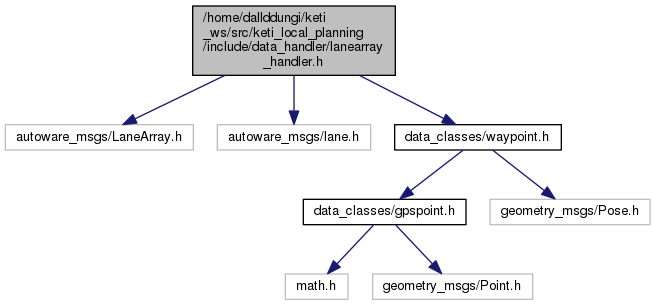 /home/dallddungi/keti
_ws/src/keti_local_planning
/include/data_handler/lanearray
_handler.h
autoware_msgs/LaneArray.h
autoware_msgs/lane.h
data_classes/waypoint.h
data_classes/gpspoint.h
geometry_msgs/Pose.h
math.h
geometry_msgs/Point.h